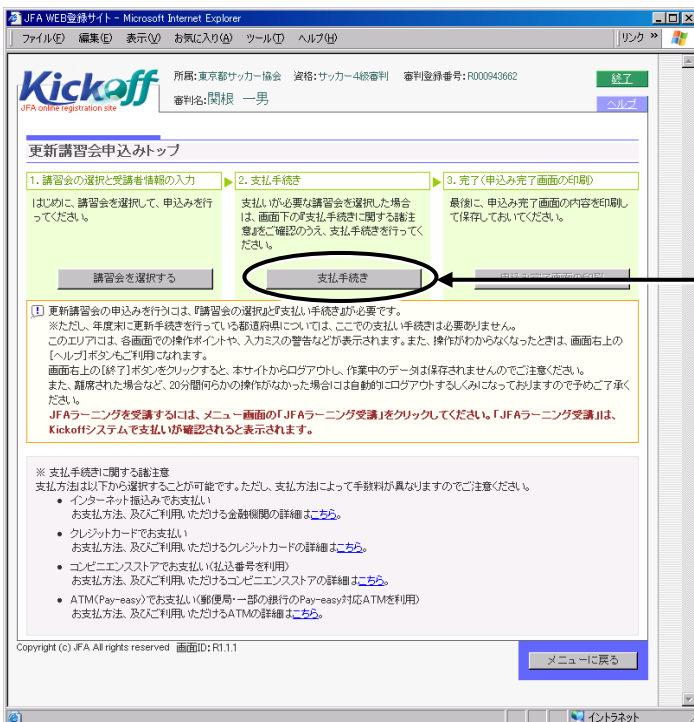 JFA WEB登録サイト - Microsoft Internet Explorer
ファイル(F) 編集(E) 表示(V) お気に入り(A) ツール(T) ヘルプ(H) リンク »
Kickoff
JFA online registration site
所属:東京都サッカー協会 資格:サッカー4級審判 審判登録番号:R000943662
審判名:関根 一男
終了
ヘルプ
更新講習会申込みトップ
1. 講習会の選択と受講者情報の入力
はじめに、講習会を選択して、申込みを行
ってください。
講習会を選択する
2. 支払手続き
支払いが必要な講習会を選択した場合
は、画面下の『支払手続きに関する諸注
意』をご確認のうえ、支払手続きを行ってく
ださい。
支払手続き
3. 完了(申込み完了画面の印刷)
最後に、申込み完了画面の内容を印刷し
て保存しておいてください。
申込み完了画面の印刷
更新講習会の申込みを行うには、『講習会の選択』と『支払い手続き』が必要です。
※ただし、年度末に更新手続きを行っている都道府県については、ここでの支払い手続きは必要ありません。
このエリアには、各画面での操作ポイントや、入力ミスの警告などが表示されます。また、操作がわからなくなったときは、画面右上の
[ヘルプ]ボタンもご利用になれます。
画面右上の[終了]ボタンをクリックすると、本サイトからログアウトし、作業中のデータは保存されませんのでご注意ください。
また、離席された場合など、20分間何らかの操作がなかった場合には自動的にログアウトするしくみになっておりますので予めご了承く
ださい。
JFAラーニングを受講するには、メニュー画面の「JFAラーニング受講」をクリックしてください。「JFAラーニング受講」は、
Kickoffシステムで支払いが確認されると表示されます。
※ 支払手続きに関する諸注意
支払方法は以下から選択することが可能です。ただし、支払方法によって手数料が異なりますのでご注意ください。
• インターネット振込みでお支払い
お支払方法、及びご利用いただける金融機関の詳細はこちら。
• クレジットカードでお支払い
お支払方法、及びご利用いただけるクレジットカードの詳細はこちら。
• コンビニエンスストアでお支払い(払込番号を利用)
お支払方法、及びご利用いただけるコンビニエンスストアの詳細はこちら。
• ATM(Pay-easy)でお支払い(郵便局・一部の銀行のPay-easy対応ATMを利用)
お支払方法、及びご利用いただけるATMの詳細はこちら。
Copyright (c) JFA All rights reserved 画面ID: R1.1.1
メニューに戻る
イントラネット